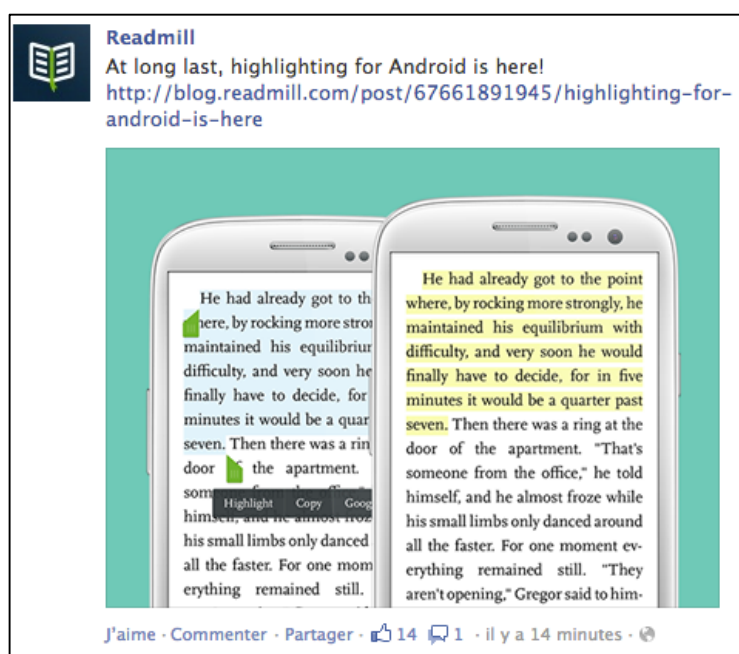 Readmill
At long last, highlighting for Android is here!
http://blog.readmill.com/post/67661891945/highlighting-for-
android-is-here
He had already got to th
here, by rocking more stron
maintained his equilibrium
difficulty, and very soon he
finally have to decide, for
minutes it would be a quar
seven. Then there was a rin
door of the apartment.
Highlight Copy Goog
his small limbs only danced
all the faster. For one mom
erything remained still.
He had already got to the point
where, by rocking more strongly, he
maintained his equilibrium with
difficulty, and very soon he would
finally have to decide, for in five
minutes it would be a quarter past
seven. Then there was a ring at the
door of the apartment. "That's
someone from the office," he told
himself, and he almost froze while
his small limbs only danced around
all the faster. For one moment ev-
erything remained still. "They
aren't opening," Gregor said to him-
J'aime · Commenter · Partager · 14 1 · il y a 14 minutes ·